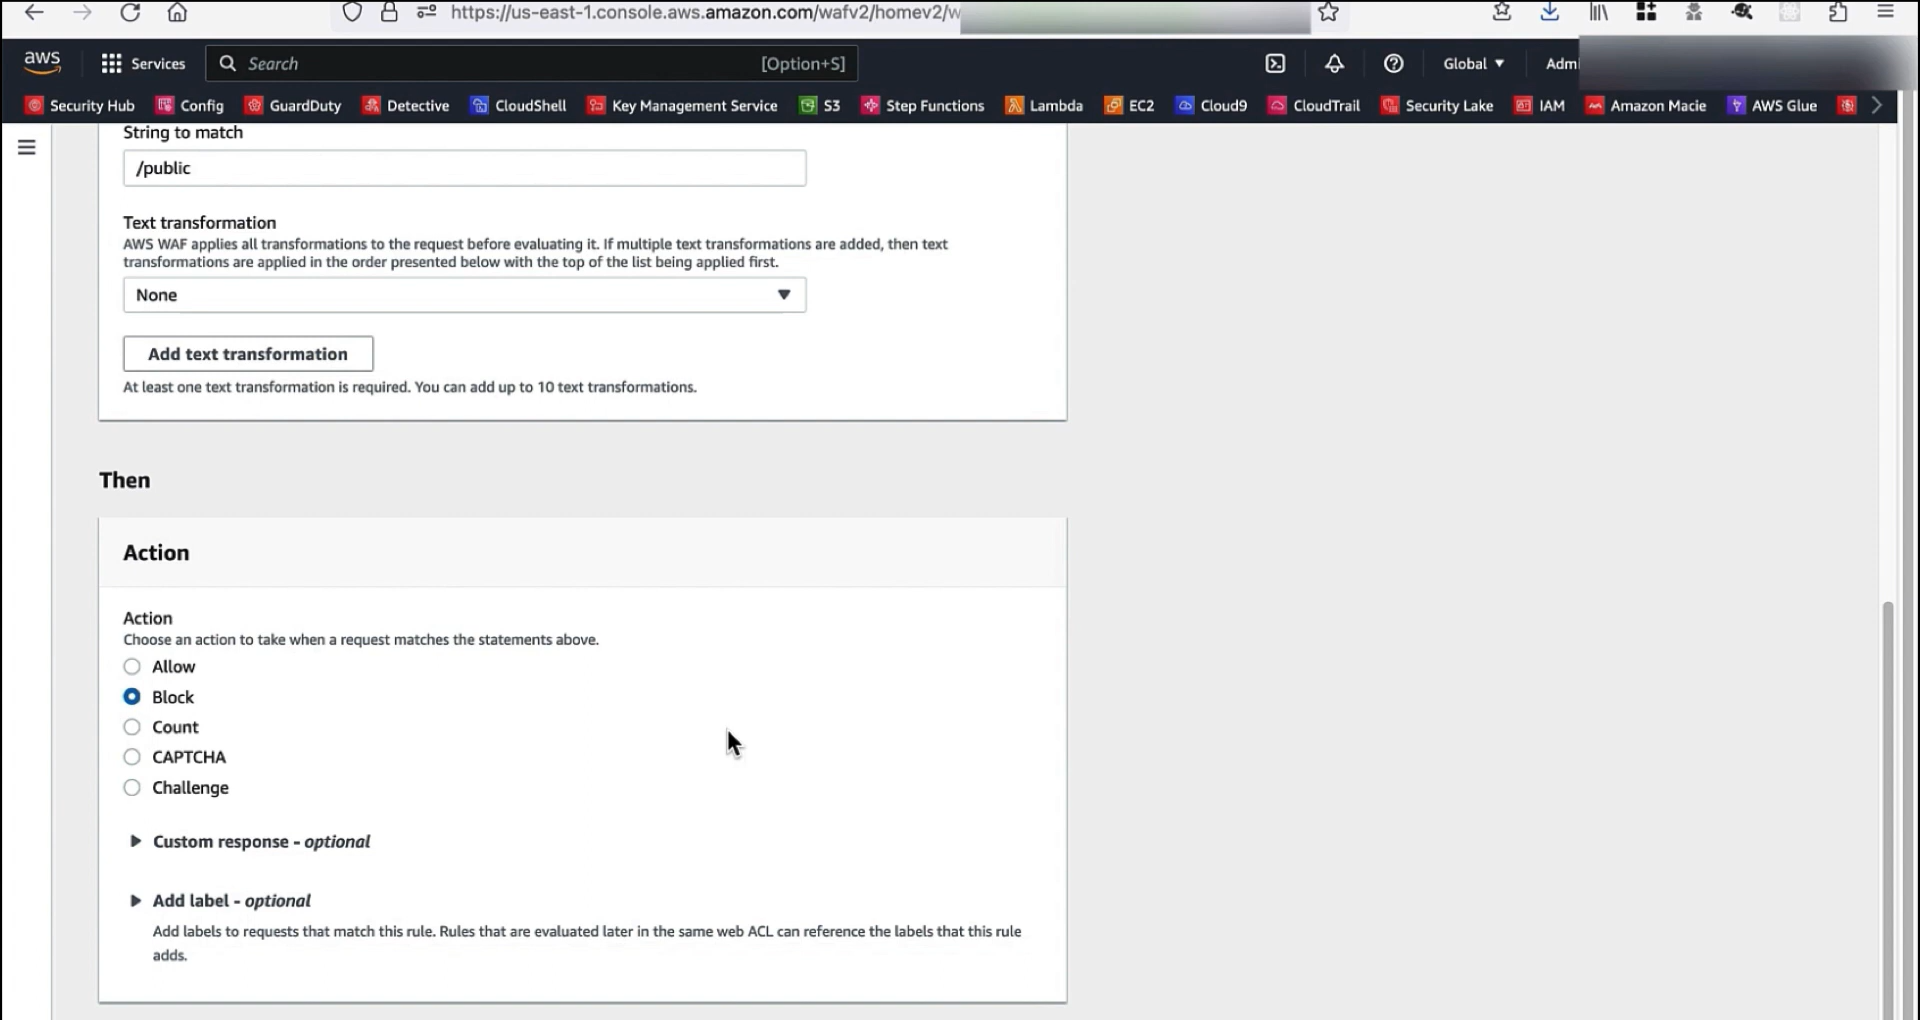 https://us-east-1.console.aws.amazon.com/wafv2/homev2/w
aws
Services
Search
[Option+S]
Global
Admi
Security Hub
Config
GuardDuty
Detective
CloudShell
Key Management Service
S3
Step Functions
Lambda
EC2
Cloud9
CloudTrail
Security Lake
IAM
Amazon Macie
AWS Glue
String to match
/public
Text transformation
AWS WAF applies all transformations to the request before evaluating it. If multiple text transformations are added, then text
transformations are applied in the order presented below with the top of the list being applied first.
None
Add text transformation
At least one text transformation is required. You can add up to 10 text transformations.
Then
Action
Action
Choose an action to take when a request matches the statements above.
Allow
Block
Count
CAPTCHA
Challenge
Custom response - optional
Add label - optional
Add labels to requests that match this rule. Rules that are evaluated later in the same web ACL can reference the labels that this rule
adds.